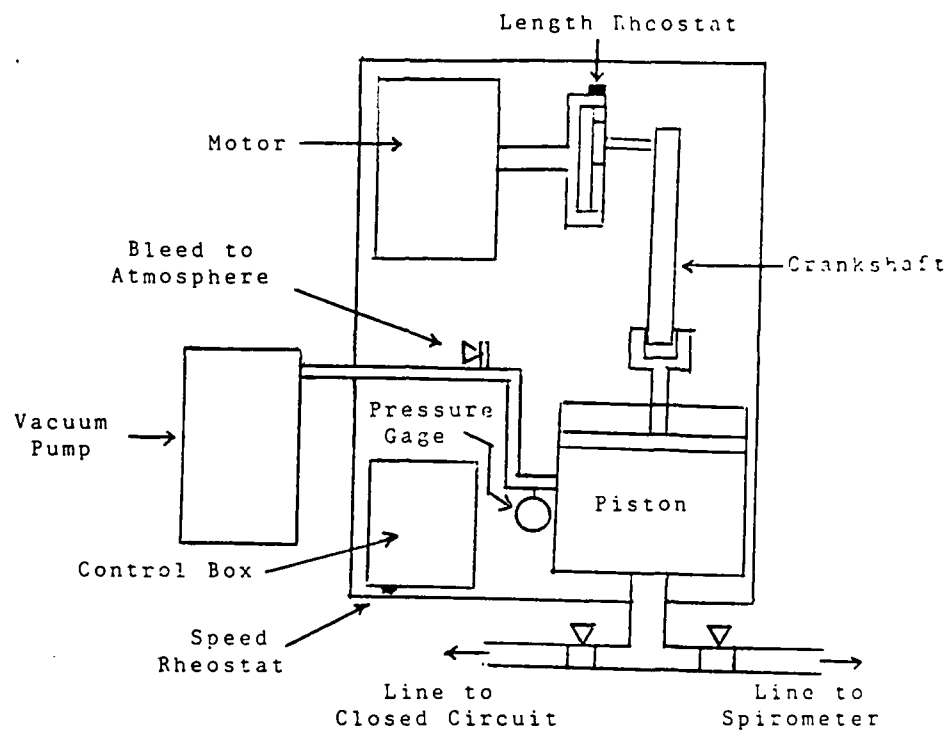 Length Rheostat
Motor
Bleed to
Atmosphere
Crankshaft
Pressure
Gage
Vacuum
Pump
Piston
Control Box
Speed
Rheostat
Line to
Closed Circuit
Line to
Spirometer